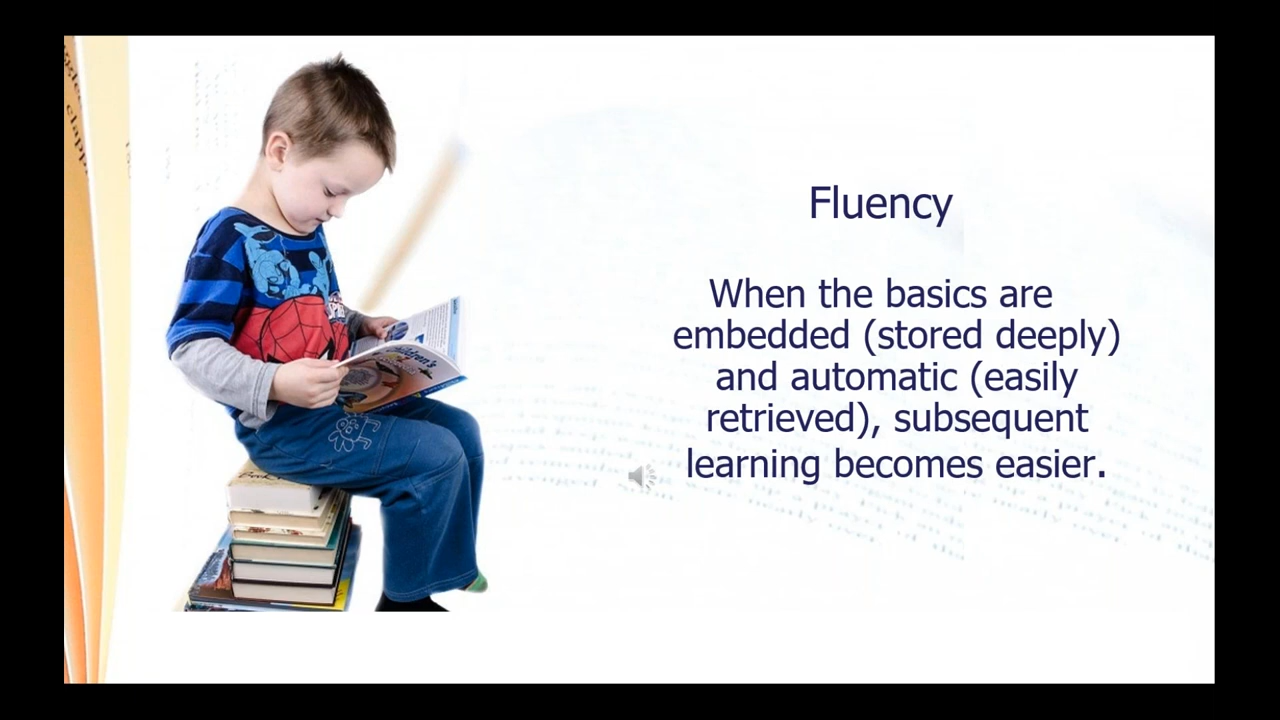 Fluency
When the basics are
embedded (stored deeply)
and automatic (easily
retrieved), subsequent
learning becomes easier.